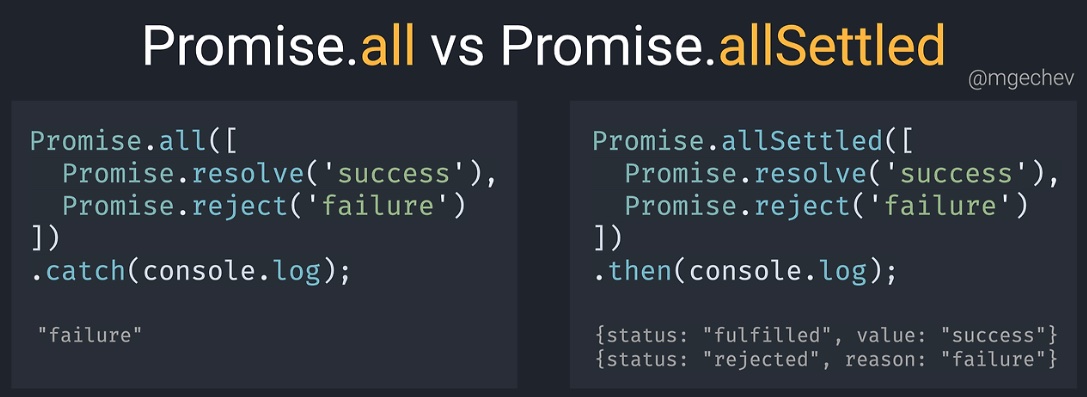 Promise.all vs Promise.allSettled
@mgechev
Promise.all([
  Promise.resolve('success'),
  Promise.reject('failure')
])
.catch(console.log);
"failure"
Promise.allSettled([
  Promise.resolve('success'),
  Promise.reject('failure')
])
.then(console.log);
{status: "fulfilled", value: "success"}
{status: "rejected", reason: "failure"}